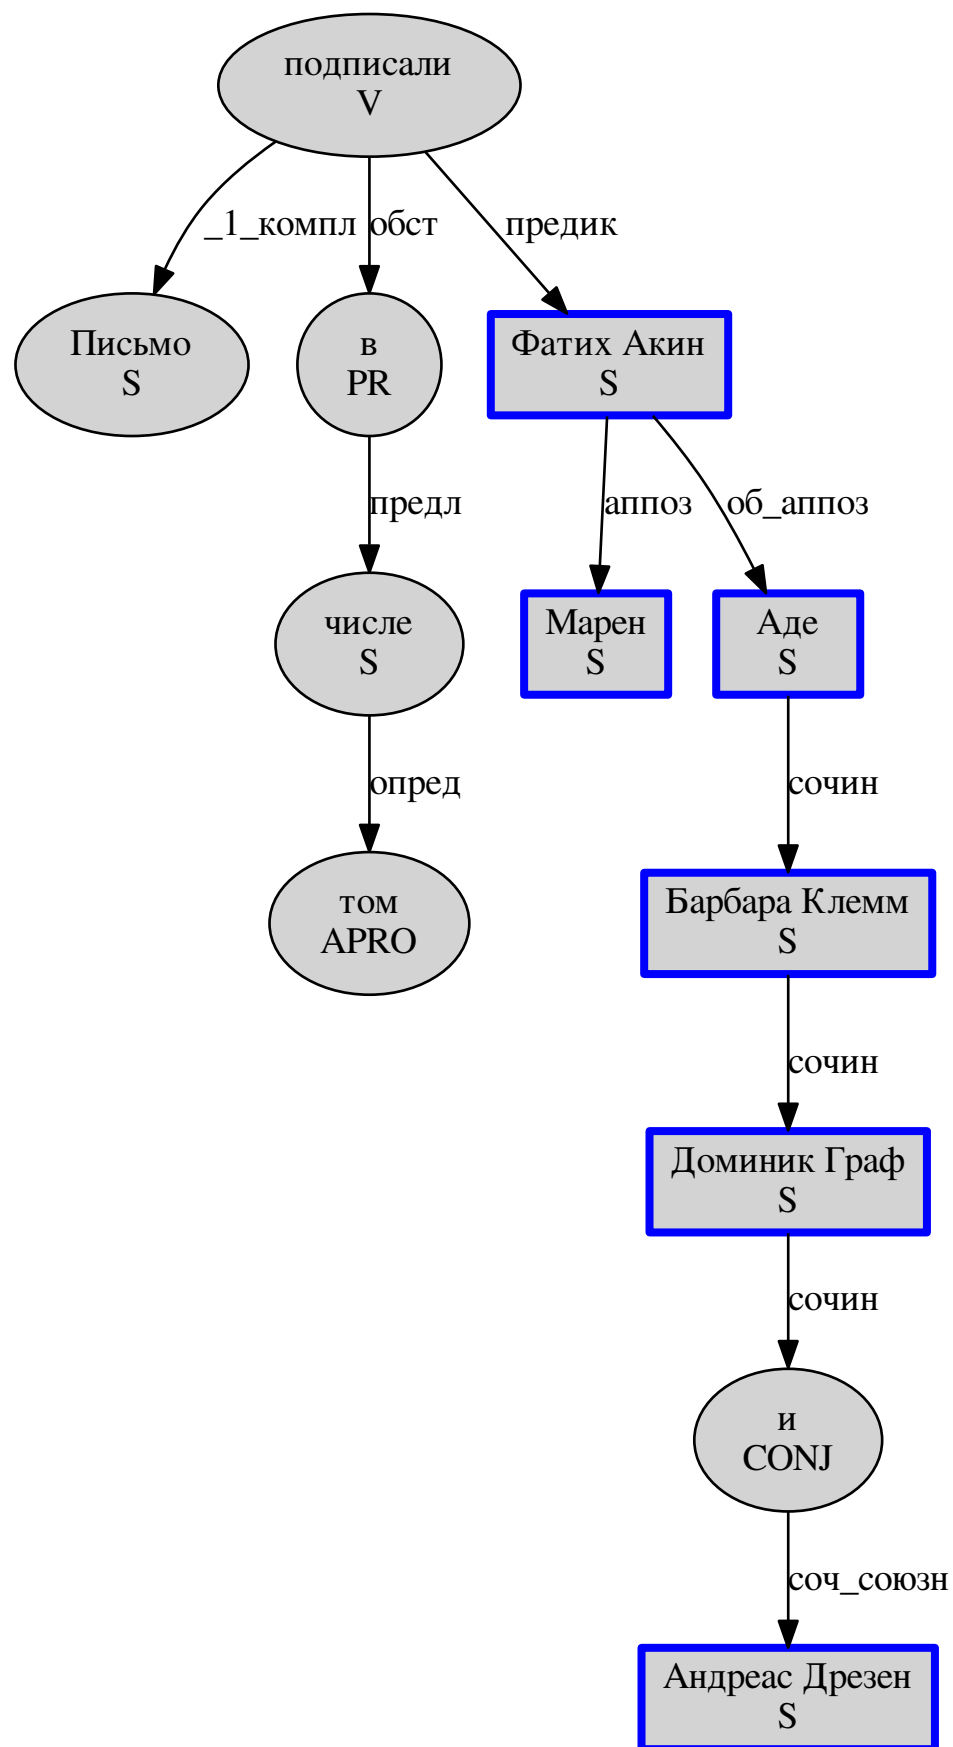 подписали
V
_1_компл
обст
предик
Письмо
S
в
PR
Фатих Акин
S
предл
аппоз
об_аппоз
числе
S
Марен
S
Аде
S
опред
сочин
том
APRO
Барбара Клемм
S
сочин
Доминик Граф
S
сочин
и
CONJ
соч_союзн
Андреас Дрезен
S